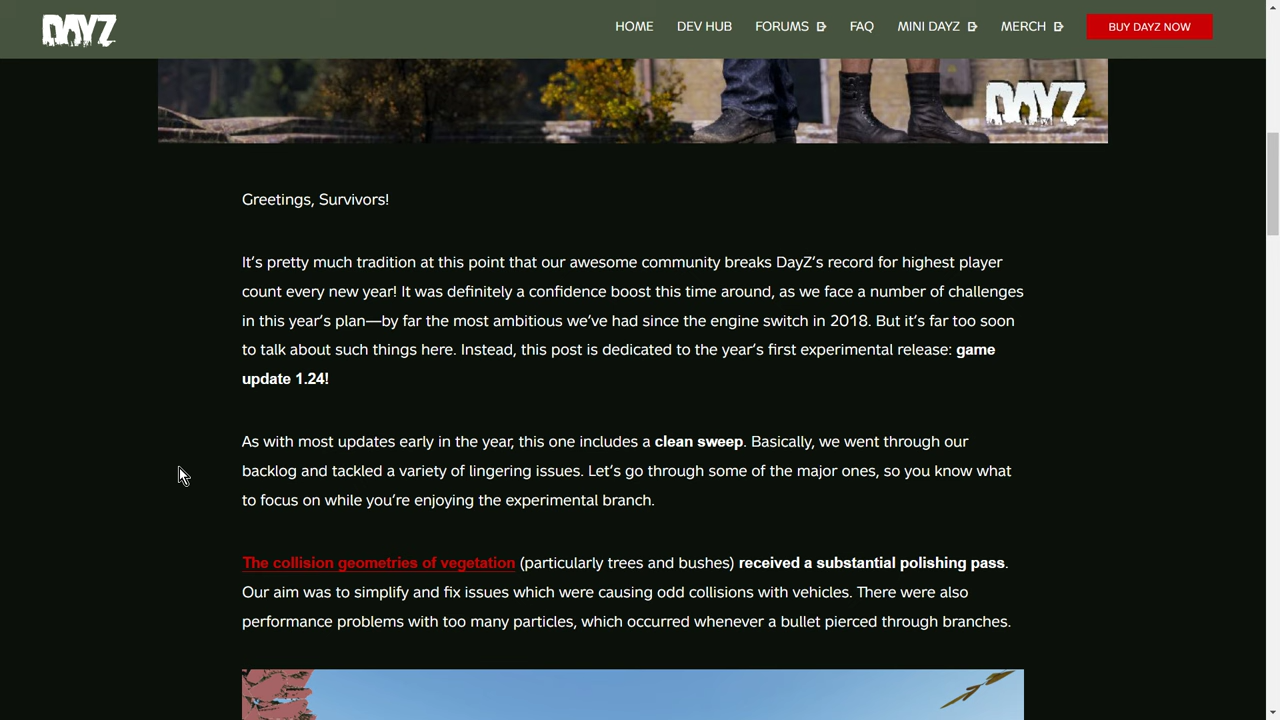 DAYZ
HOME DEV HUB FORUMS FAQ MINI DAYZ MERCH BUY DAYZ NOW
DAYZ
Greetings, Survivors!
It’s pretty much tradition at this point that our awesome community breaks DayZ’s record for highest player
count every new year! It was definitely a confidence boost this time around, as we face a number of challenges
in this year’s plan—by far the most ambitious we’ve had since the engine switch in 2018. But it’s far too soon
to talk about such things here. Instead, this post is dedicated to the year’s first experimental release: game
update 1.24!
As with most updates early in the year, this one includes a clean sweep. Basically, we went through our
backlog and tackled a variety of lingering issues. Let’s go through some of the major ones, so you know what
to focus on while you’re enjoying the experimental branch.
The collision geometries of vegetation (particularly trees and bushes) received a substantial polishing pass.
Our aim was to simplify and fix issues which were causing odd collisions with vehicles. There were also
performance problems with too many particles, which occurred whenever a bullet pierced through branches.